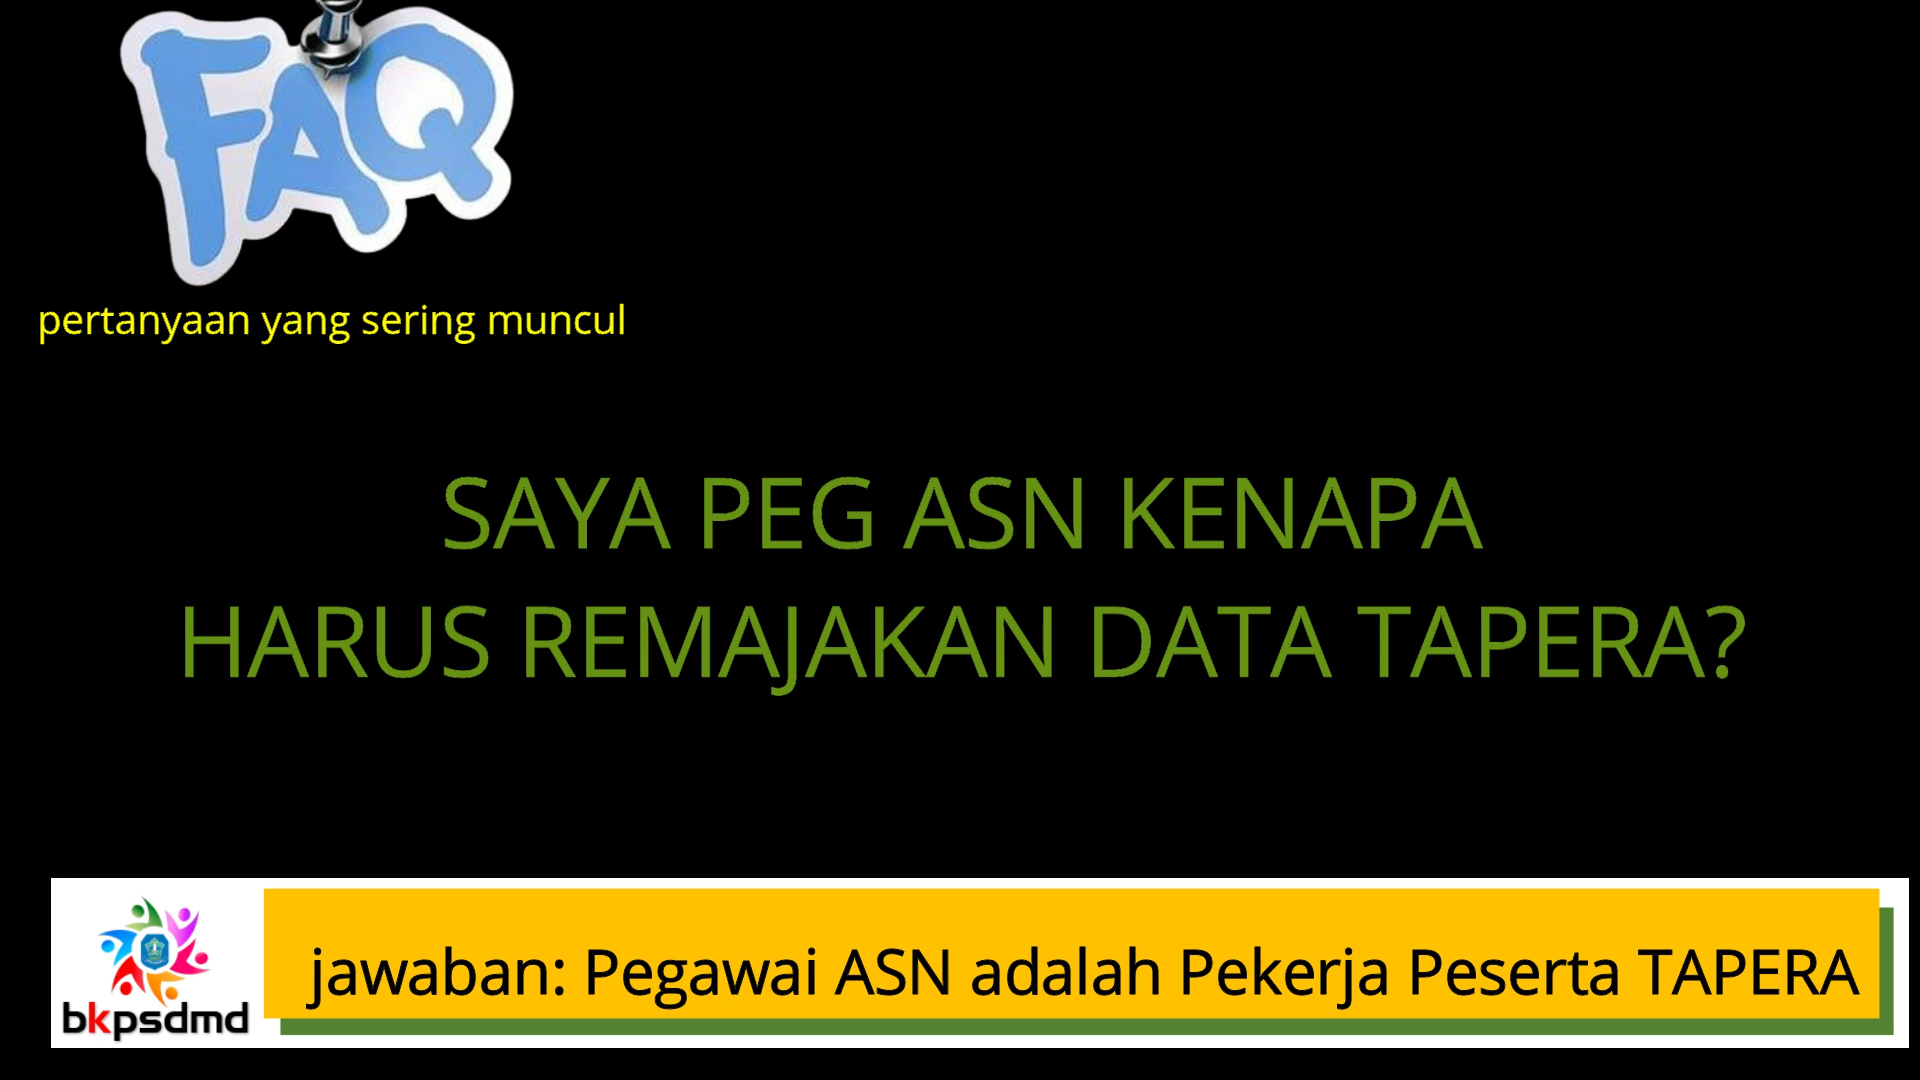 FAQ
pertanyaan yang sering muncul
SAYA PEG ASN KENAPA
HARUS REMAJAKAN DATA TAPERA?
jawaban: Pegawai ASN adalah Pekerja Peserta TAPERA
bkpsdmd